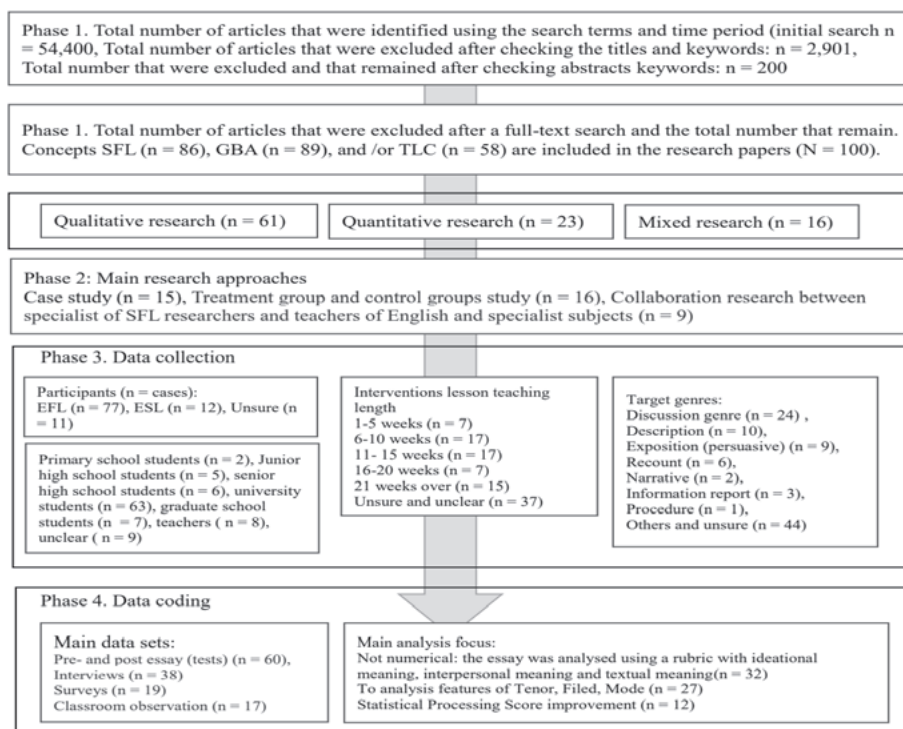 Phase 1. Total number of articles that were identified using the search terms and time period (initial search n
= 54,400, Total number of articles that were excluded after checking the titles and keywords: n = 2,901,
Total number that were excluded and that remained after checking abstracts keywords: n = 200
Phase 1. Total number of articles that were excluded after a full-text search and the total number that remain.
Concepts SFL (n = 86), GBA (n = 89), and /or TLC (n = 58) are included in the research papers (N = 100).
Qualitative research (n = 61)
Quantitative research (n = 23)
Mixed research (n = 16)
Phase 2: Main research approaches
Case study (n = 15), Treatment group and control groups study (n = 16), Collaboration research between
specialist of SFL researchers and teachers of English and specialist subjects (n = 9)
Phase 3. Data collection
Participants (n = cases):
EFL (n = 77), ESL (n = 12), Unsure (n
= 11)
Primary school students (n = 2), Junior
high school students (n = 5), senior
high school students (n = 6), university
students (n = 63), graduate school
students (n = 7), teachers ( n = 8),
unclear ( n = 9)
Interventions lesson teaching
length
1-5 weeks (n = 7)
6-10 weeks (n = 17)
11- 15 weeks (n = 17)
16-20 weeks (n = 7)
21 weeks over (n = 15)
Unsure and unclear (n = 37)
Target genres:
Discussion genre (n = 24) ,
Description (n = 10),
Exposition (persuasive) (n = 9),
Recount (n = 6),
Narrative (n = 2),
Information report (n = 3),
Procedure (n = 1),
Others and unsure (n = 44)
Phase 4. Data coding
Main data sets:
Pre- and post essay (tests) (n = 60),
Interviews (n = 38)
Surveys (n = 19)
Classroom observation (n = 17)
Main analysis focus:
Not numerical: the essay was analysed using a rubric with ideational
meaning, interpersonal meaning and textual meaning(n = 32)
To analysis features of Tenor, Filed, Mode (n = 27)
Statistical Processing Score improvement (n = 12)